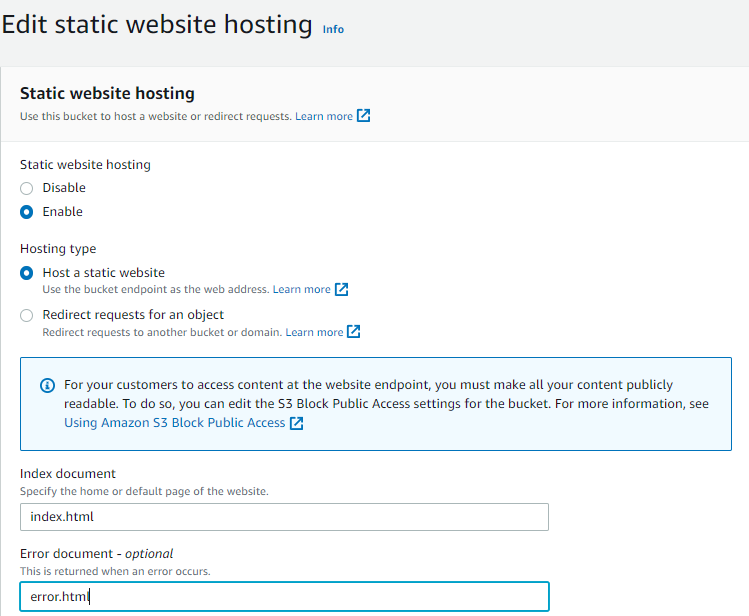 Edit static website hosting Info
Static website hosting
Use this bucket to host a website or redirect requests. Learn more
Static website hosting
Disable
Enable
Hosting type
Host a static website
Use the bucket endpoint as the web address. Learn more
Redirect requests for an object
Redirect requests to another bucket or domain. Learn more
For your customers to access content at the website endpoint, you must make all your content publicly
readable. To do so, you can edit the S3 Block Public Access settings for the bucket. For more information, see
Using Amazon S3 Block Public Access
Index document
Specify the home or default page of the website.
index.html
Error document - optional
This is returned when an error occurs.
error.html